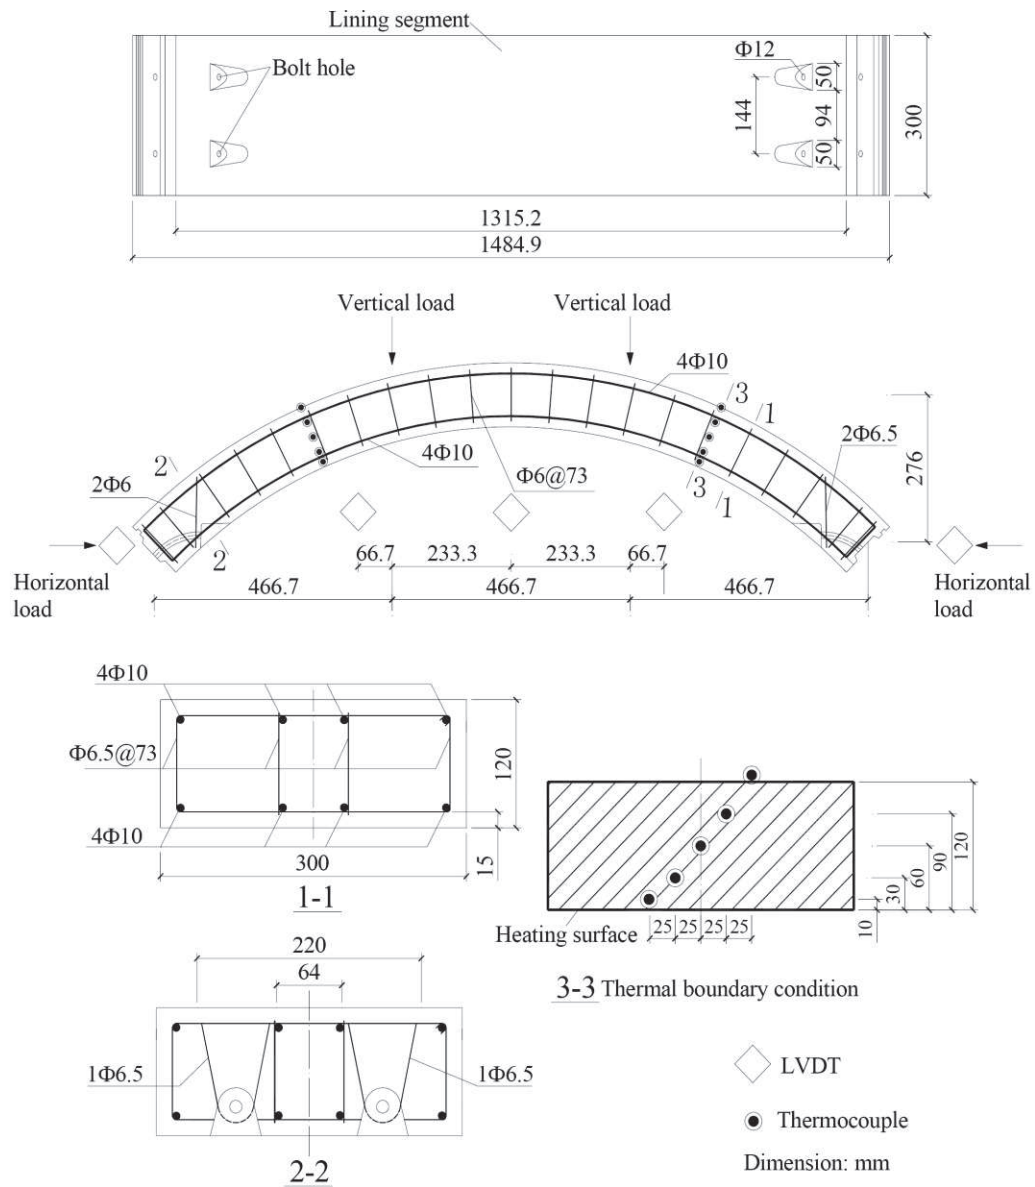 Lining segment
Bolt hole
Φ12
50
144
94
50
300
1315.2
1484.9
Vertical load
Vertical load
4Φ10
3
1
2Φ6.5
276
2
2Φ6
4Φ10
Φ6@73
3
1
2
66.7
233.3
233.3
66.7
Horizontal
load
466.7
466.7
466.7
Horizontal
load
4Φ10
Φ6.5@73
120
4Φ10
300
15
1-1
30
60
90
120
10
25
25
25
25
Heating surface
3-3 Thermal boundary condition
220
64
1Φ6.5
1Φ6.5
2-2
LVDT
Thermocouple
Dimension: mm